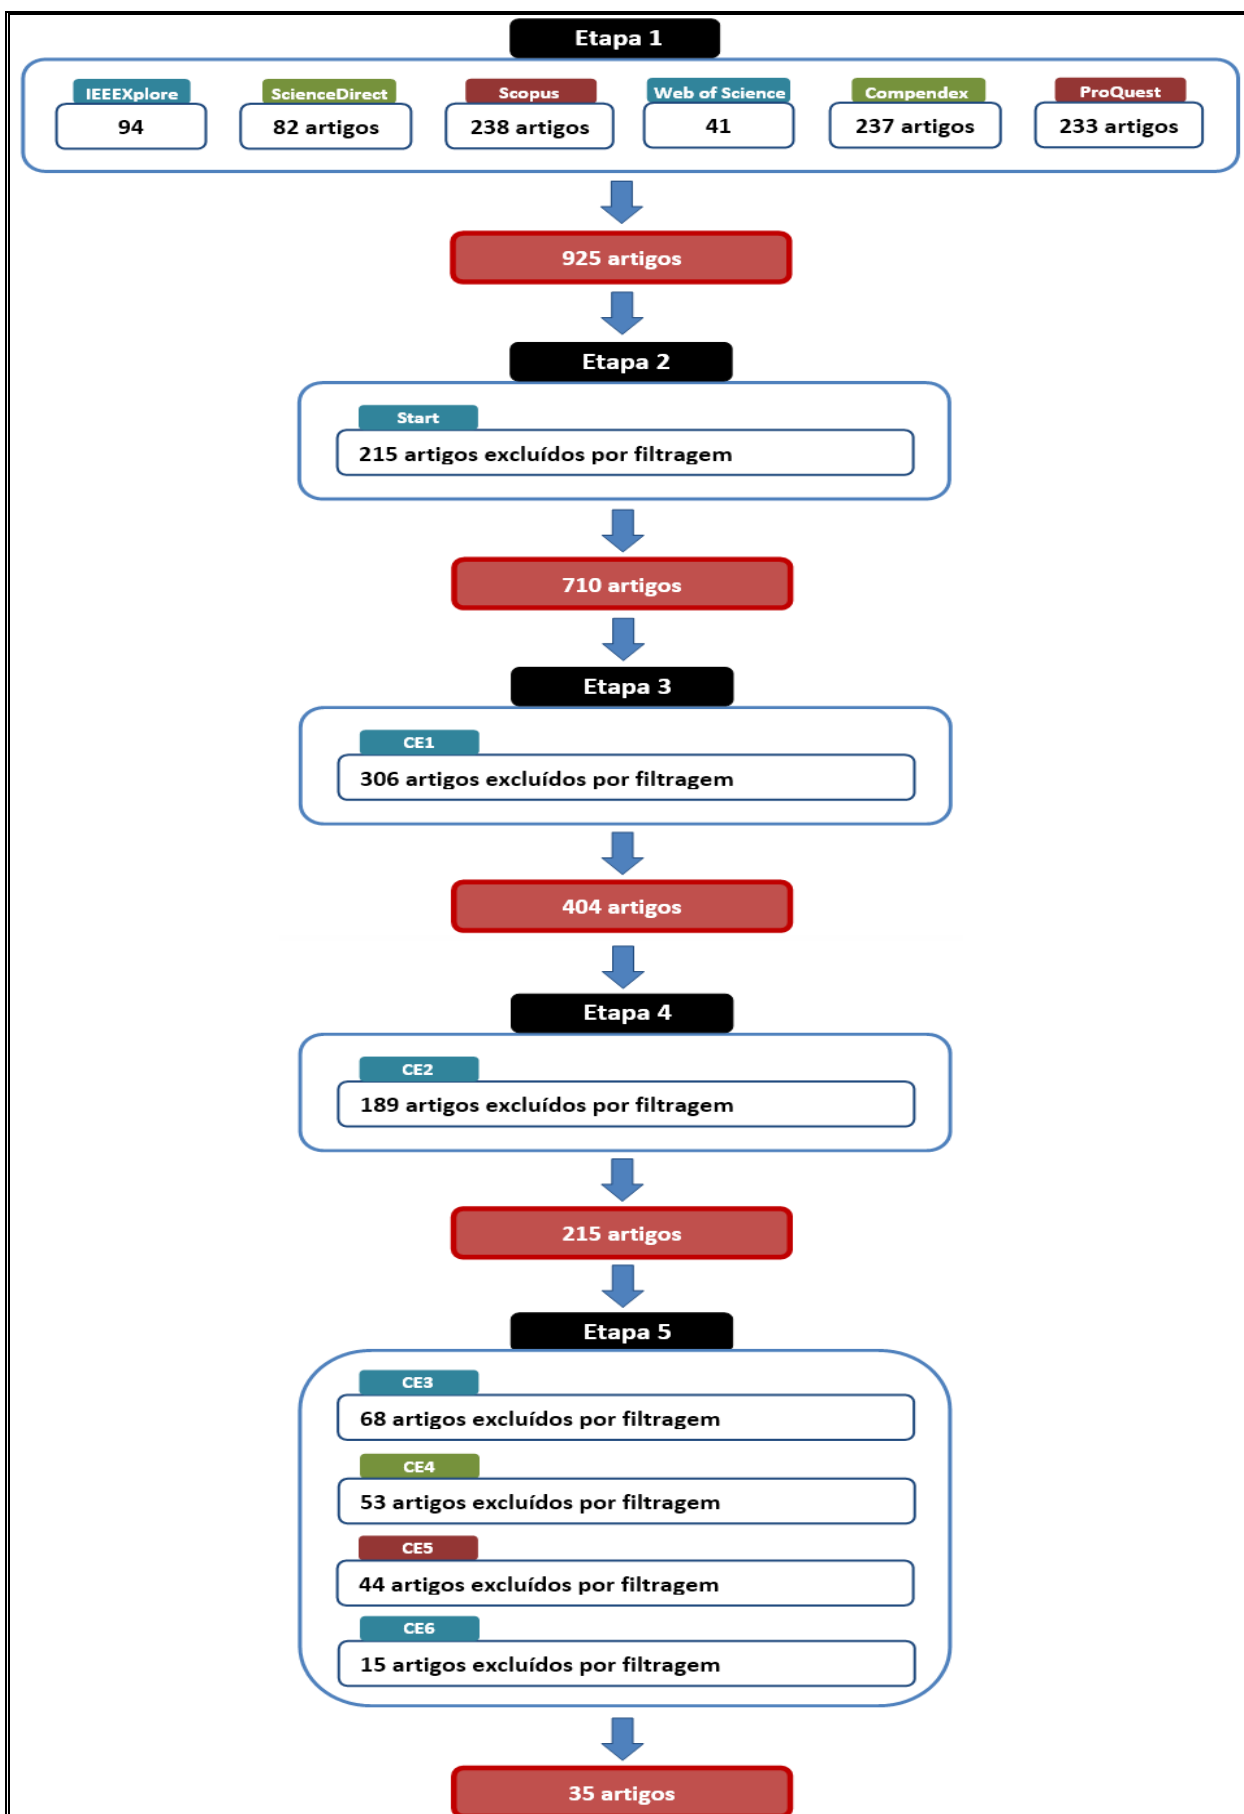 Etapa 1
IEEEXplore ScienceDirect Scopus Web of Science Compendex ProQuest
94 82 artigos 238 artigos 41 237 artigos 233 artigos
925 artigos
Etapa 2
Start
215 artigos excluídos por filtragem
710 artigos
Etapa 3
CE1
306 artigos excluídos por filtragem
404 artigos
Etapa 4
CE2
189 artigos excluídos por filtragem
215 artigos
Etapa 5
CE3
68 artigos excluídos por filtragem
CE4
53 artigos excluídos por filtragem
CE5
44 artigos excluídos por filtragem
CE6
15 artigos excluídos por filtragem
35 artigos